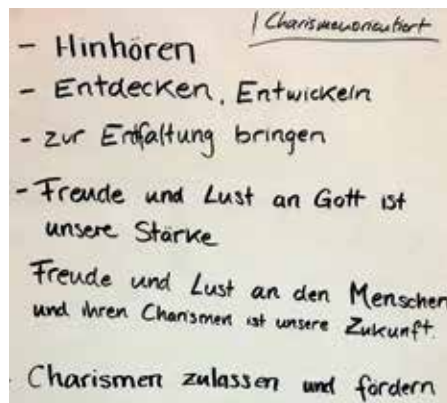 | Charismenorientiert
- Hinhören
- Entdecken, Entwickeln
- zur Entfaltung bringen
- Freude und Lust an Gott ist
unsere Stärke
Freude und Lust an den Menschen
und ihren Charismen ist unsere Zukunft.
- Charismen zulassen und fördern